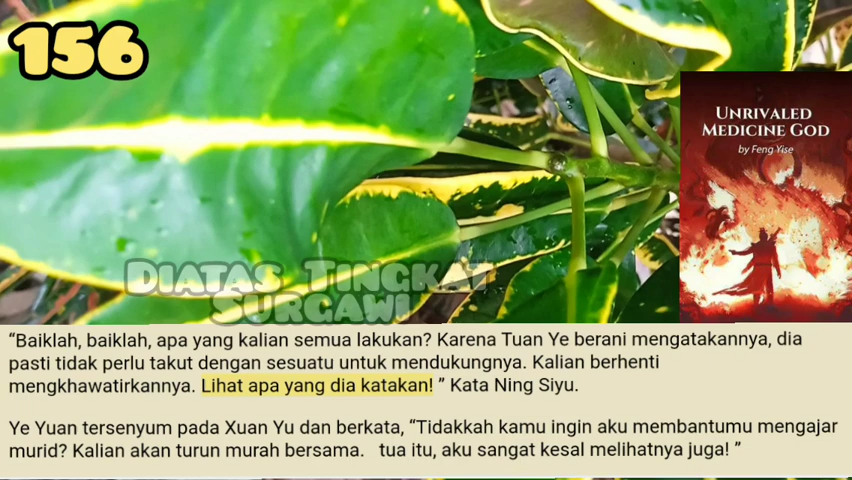 156
UNRIVALED
MEDICINE GOD
by Feng Yise
DIATAS TINGKAT
SURGAWI
“Baiklah, baiklah, apa yang kalian semua lakukan? Karena Tuan Ye berani mengatakannya, dia
pasti tidak perlu takut dengan sesuatu untuk mendukungnya. Kalian berhenti
mengkhawatirkannya. Lihat apa yang dia katakan! ” Kata Ning Siyu.
Ye Yuan tersenyum pada Xuan Yu dan berkata, “Tidakkah kamu ingin aku membantumu mengajar
murid? Kalian akan turun murah bersama.   tua itu, aku sangat kesal melihatnya juga! ”